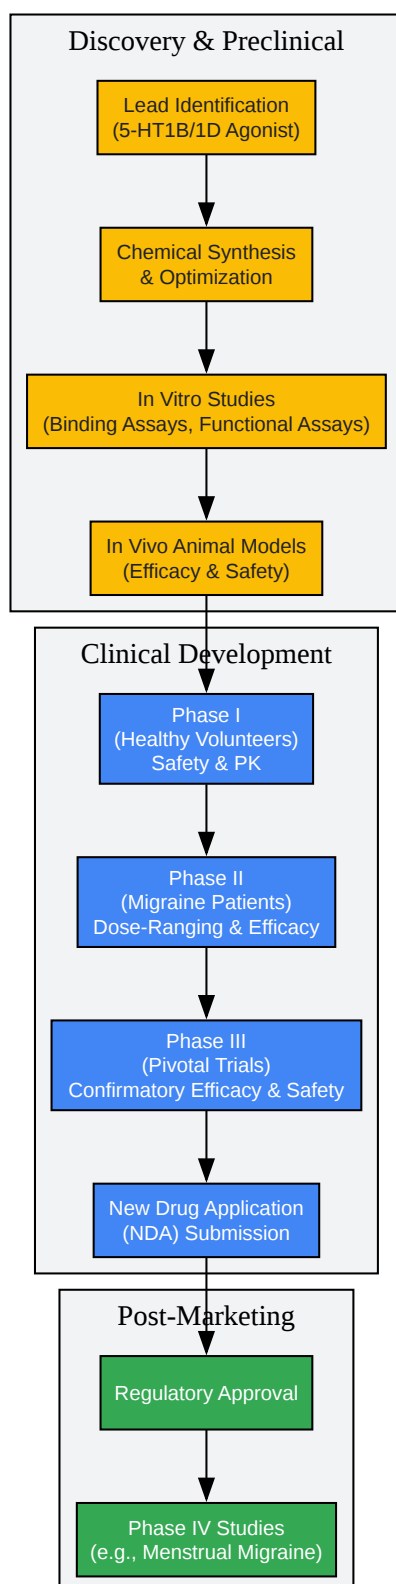 Discovery & Preclinical
Lead Identification
(5-HT1B/1D Agonist)
Chemical Synthesis
& Optimization
In Vitro Studies
(Binding Assays, Functional Assays)
In Vivo Animal Models
(Efficacy & Safety)
Clinical Development
Phase I
(Healthy Volunteers)
Safety & PK
Phase II
(Migraine Patients)
Dose-Ranging & Efficacy
Phase III
(Pivotal Trials)
Confirmatory Efficacy & Safety
New Drug Application
(NDA) Submission
Post-Marketing
Regulatory Approval
Phase IV Studies
(e.g., Menstrual Migraine)